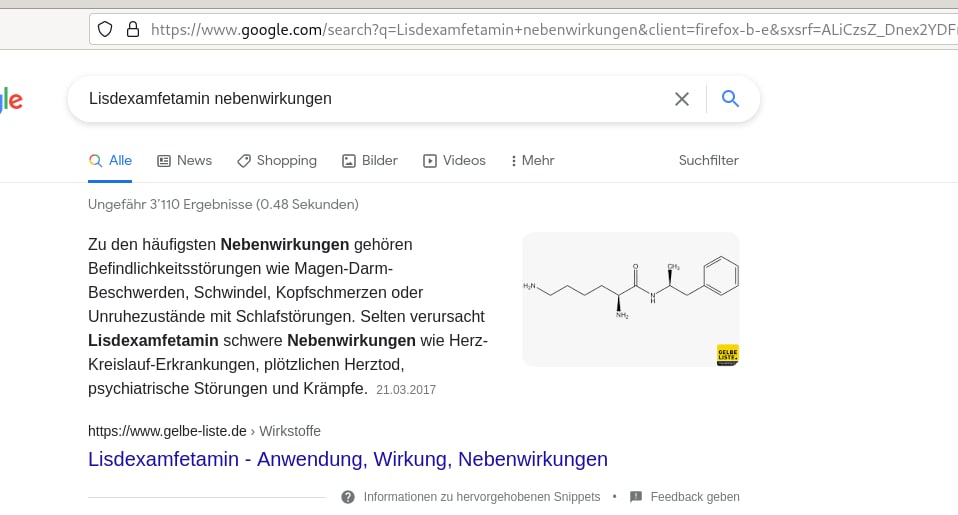 https://www.google.com/search?q=Lisdexamfetamin+nebenwirkungen&client=firefox-b-e&sxsrf=ALiCzsZ_Dnex2YDF
gle
Lisdexamfetamin nebenwirkungen
Alle News Shopping Bilder Videos Mehr Suchfilter
Ungefähr 3'110 Ergebnisse (0.48 Sekunden)
Zu den häufigsten Nebenwirkungen gehören
Befindlichkeitsstörungen wie Magen-Darm-
Beschwerden, Schwindel, Kopfschmerzen oder
Unruhezustände mit Schlafstörungen. Selten verursacht
Lisdexamfetamin schwere Nebenwirkungen wie Herz-
Kreislauf-Erkrankungen, plötzlichen Herztod,
psychiatrische Störungen und Krämpfe. 21.03.2017
O
CH₃
H₂N
N
H
NH₂
GELBE
LISTE
https://www.gelbe-liste.de › Wirkstoffe
Lisdexamfetamin - Anwendung, Wirkung, Nebenwirkungen
Informationen zu hervorgehobenen Snippets • Feedback geben